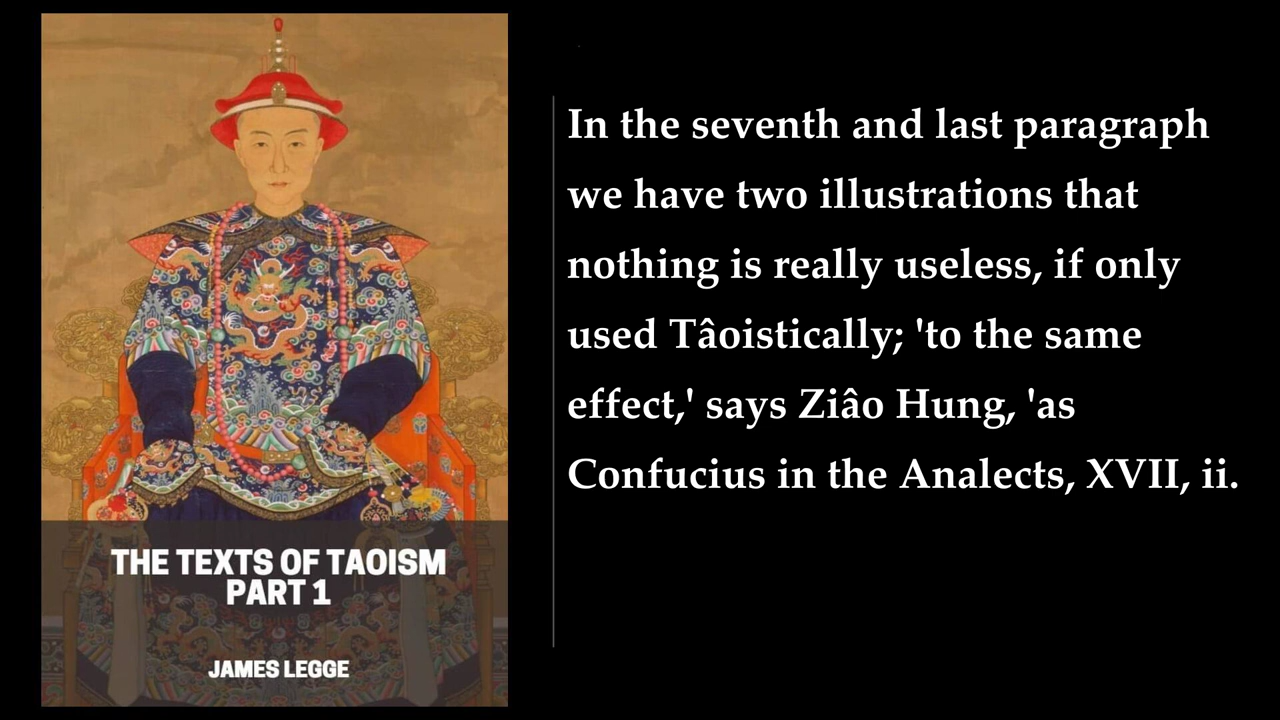 THE TEXTS OF TAOISM
PART 1
JAMES LEGGE
In the seventh and last paragraph
we have two illustrations that
nothing is really useless, if only
used Tâoistically; 'to the same
effect,' says Ziâo Hung, 'as
Confucius in the Analects, XVII, ii.